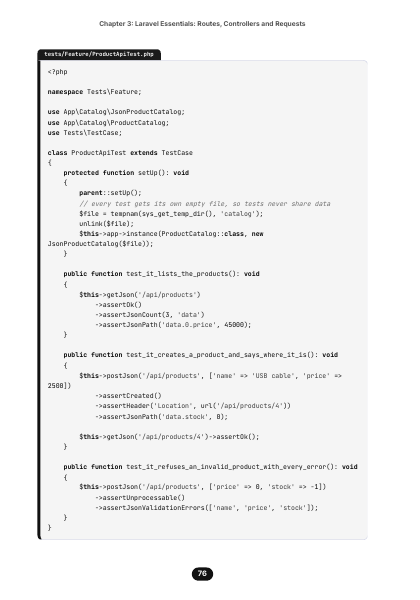 Chapter 3: Laravel Essentials: Routes, Controllers and Requests
tests/Feature/ProductApiTest.php
<?php

namespace Tests\Feature;

use App\Catalog\JsonProductCatalog;
use App\Catalog\ProductCatalog;
use Tests\TestCase;

class ProductApiTest extends TestCase
{
    protected function setUp(): void
    {
        parent::setUp();
        // every test gets its own empty file, so tests never share data
        $file = tempnam(sys_get_temp_dir(), 'catalog');
        unlink($file);
        $this->app->instance(ProductCatalog::class, new
JsonProductCatalog($file));
    }

    public function test_it_lists_the_products(): void
    {
        $this->getJson('/api/products')
            ->assertOk()
            ->assertJsonCount(3, 'data')
            ->assertJsonPath('data.0.price', 45000);
    }

    public function test_it_creates_a_product_and_says_where_it_is(): void
    {
        $this->postJson('/api/products', ['name' => 'USB cable', 'price' =>
2500])
            ->assertCreated()
            ->assertHeader('Location', url('/api/products/4'))
            ->assertJsonPath('data.stock', 0);

        $this->getJson('/api/products/4')->assertOk();
    }

    public function test_it_refuses_an_invalid_product_with_every_error(): void
    {
        $this->postJson('/api/products', ['price' => 0, 'stock' => -1])
            ->assertUnprocessable()
            ->assertJsonValidationErrors(['name', 'price', 'stock']);
    }
}
76